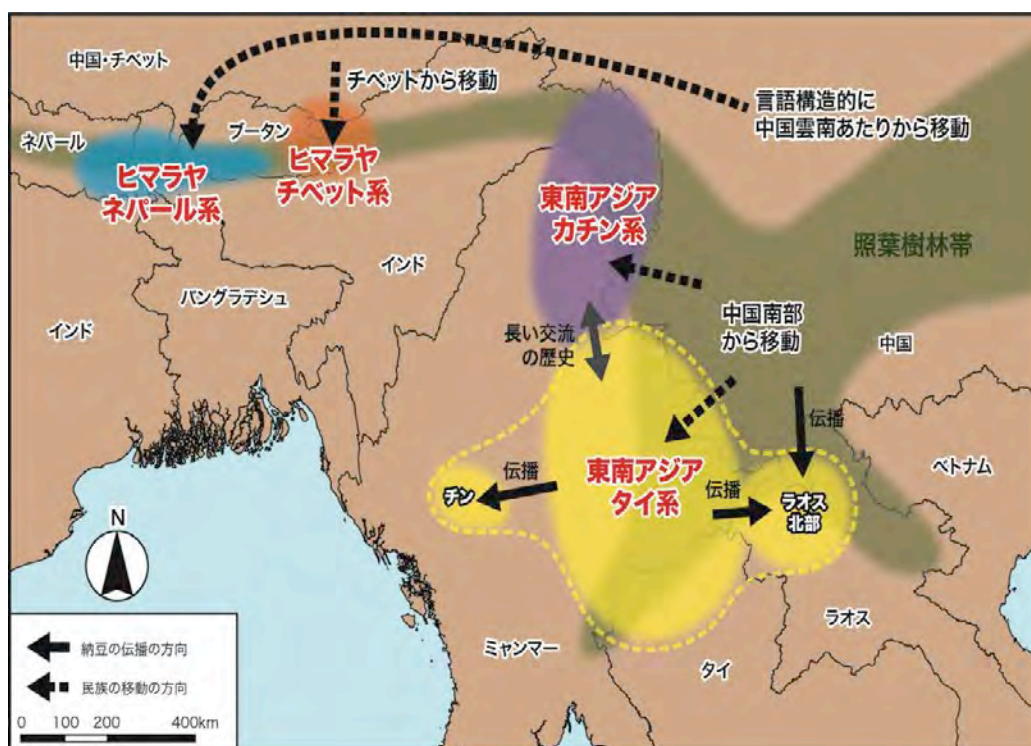 中国・チベット
チベットから移動
言語構造的に
中国雲南あたりから移動
ネパール
ブータン
ヒマラヤ
ネパール系
ヒマラヤ
チベット系
東南アジア
カチン系
照葉樹林帯
インド
バングラデシュ
インド
中国南部
から移動
長い交流
の歴史
中国
伝播
ベトナム
東南アジア
タイ系
伝播
チン
伝播
ラオス
北部
N
ラオス
ミャンマー
タイ
納豆の伝播の方向
民族の移動の方向
0 100 200 400km